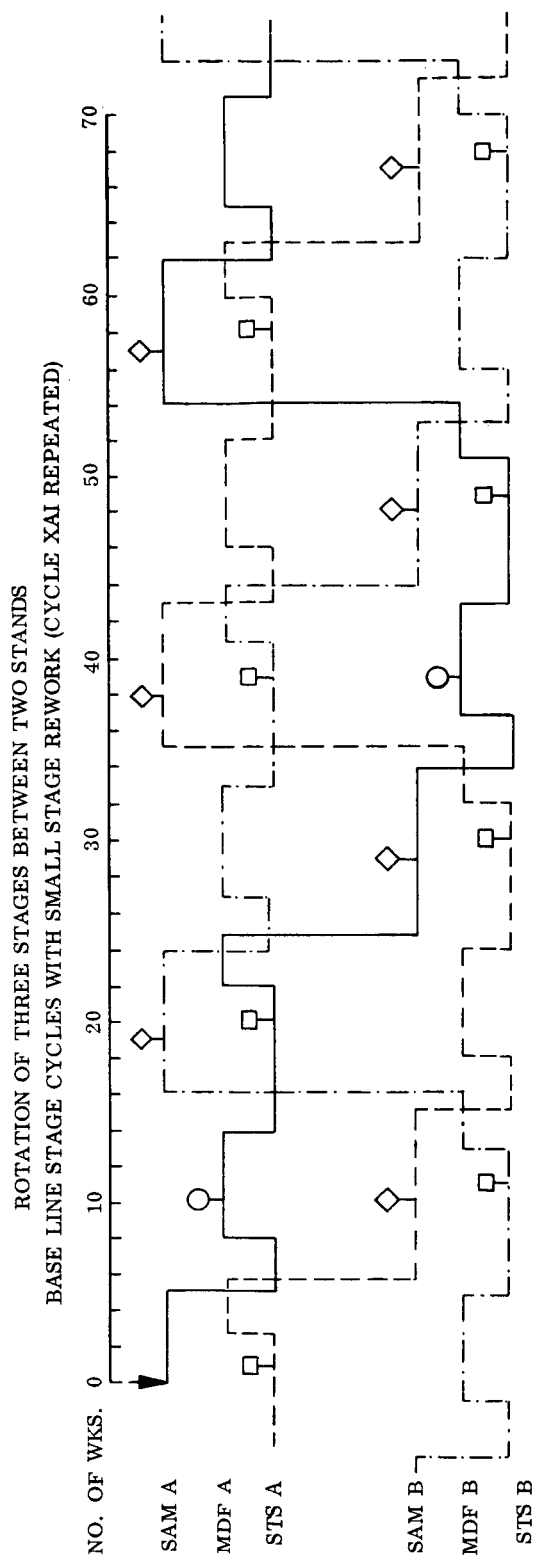 ROTATION OF THREE STAGES BETWEEN TWO STANDS
BASE LINE STAGE CYCLES WITH SMALL STAGE REWORK (CYCLE XAI REPEATED)
NO. OF WKS.
0 10 20 30 40 50 60 70
SAM A
MDF A
STS A
SAM B
MDF B
STS B